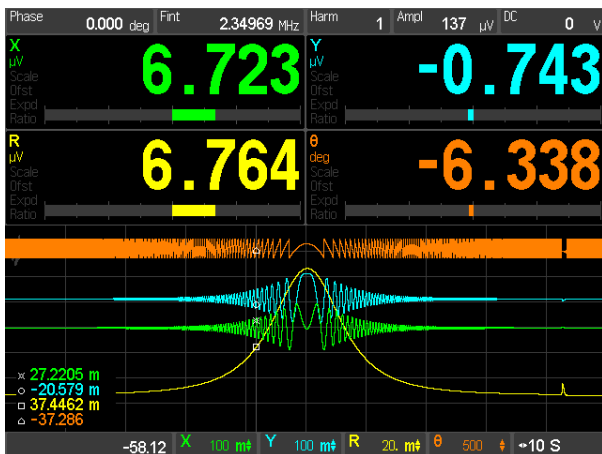 Phase 0.000 deg Fint 2.34969 MHz Harm 1 Ampl 137 µV DC 0 V
X
µV
Scale
Ofst
Expd
Ratio
6.723
Y
µV
Scale
Ofst
Expd
Ratio
-0.743
R
µV
Scale
Ofst
Expd
Ratio
6.764
θ
deg
Scale
Ofst
Expd
Ratio
-6.338
27.2205 m
-20.579 m
37.4462 m
-37.286
-58.12 X 100 m Y 100 m R 20. m θ 500 10 S